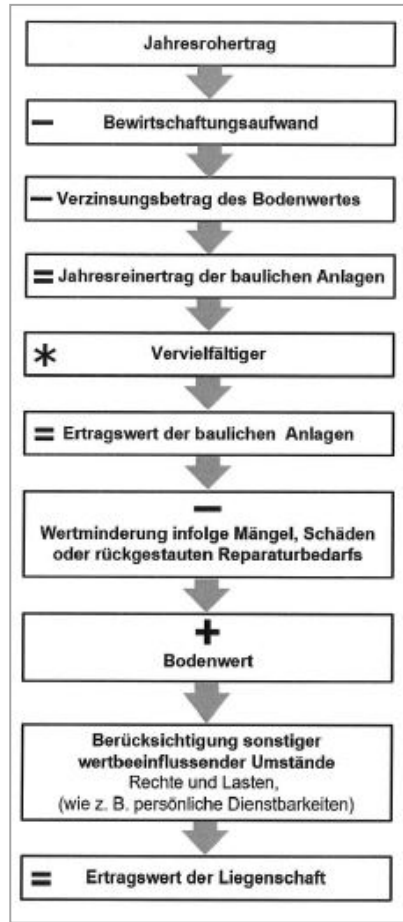 Jahresrohertrag
− Bewirtschaftungsaufwand
− Verzinsungsbetrag des Bodenwertes
= Jahresreinertrag der baulichen Anlagen
* Vervielfältiger
= Ertragswert der baulichen Anlagen
−
Wertminderung infolge Mängel, Schäden
oder rückgestauten Reparaturbedarfs
+
Bodenwert
Berücksichtigung sonstiger
wertbeeinflussender Umstände
Rechte und Lasten,
(wie z. B. persönliche Dienstbarkeiten)
= Ertragswert der Liegenschaft